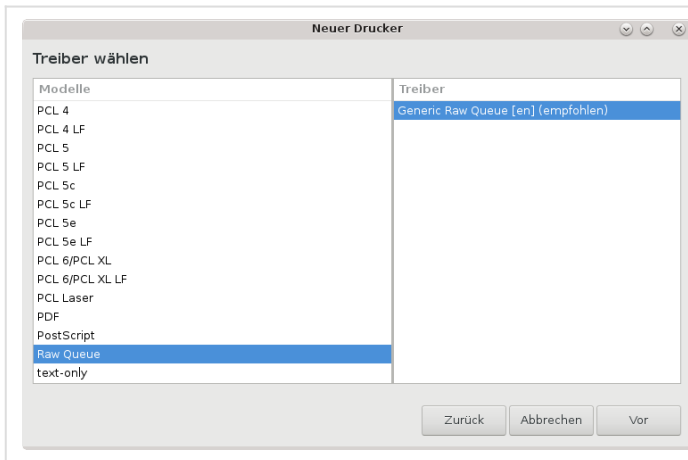 Neuer Drucker
Treiber wählen
Modelle
PCL 4
PCL 4 LF
PCL 5
PCL 5 LF
PCL 5c
PCL 5c LF
PCL 5e
PCL 5e LF
PCL 6/PCL XL
PCL 6/PCL XL LF
PCL Laser
PDF
PostScript
Raw Queue
text-only
Treiber
Generic Raw Queue [en] (empfohlen)
Zurück
Abbrechen
Vor